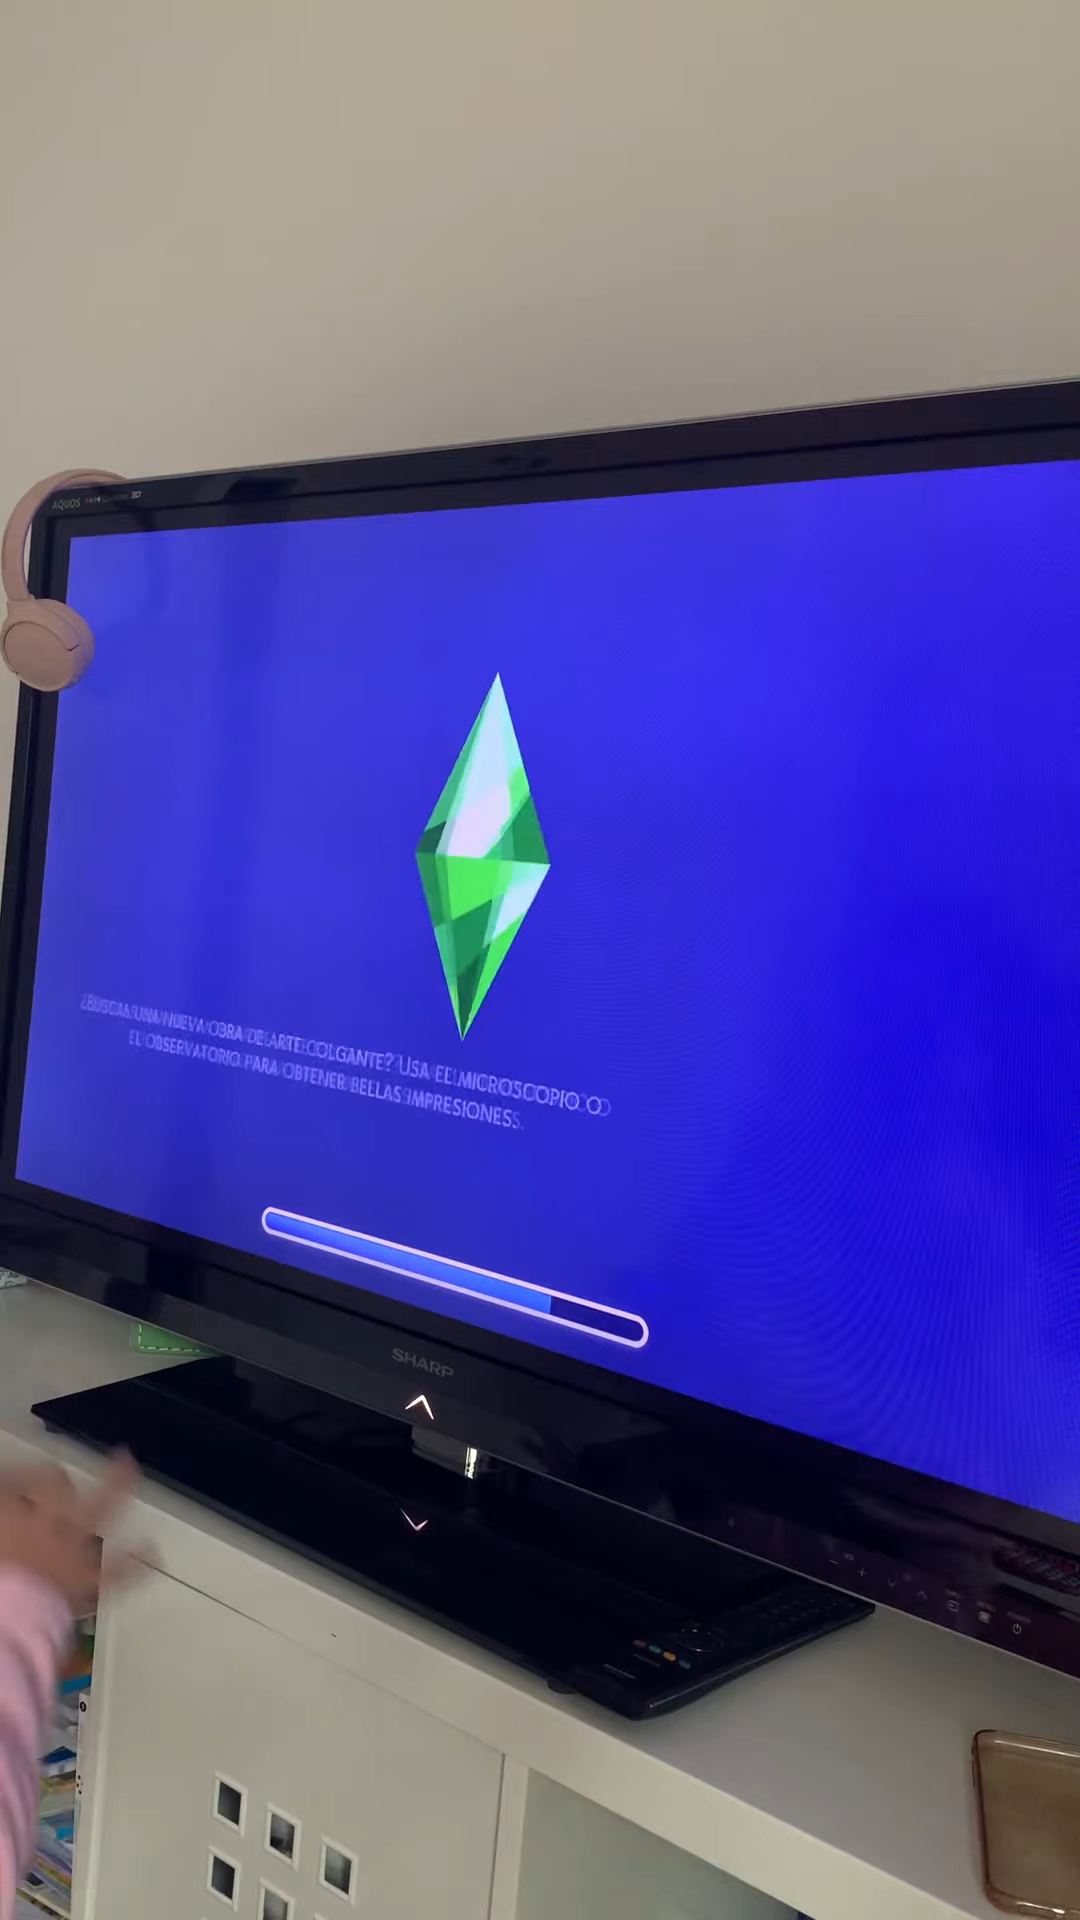 AQUOS
¿BUSCAS UNA NUEVA OBRA DE ARTE COLGANTE? USA EL MICROSCOPIO O
EL OBSERVATORIO PARA OBTENER BELLAS IMPRESIONES.
SHARP